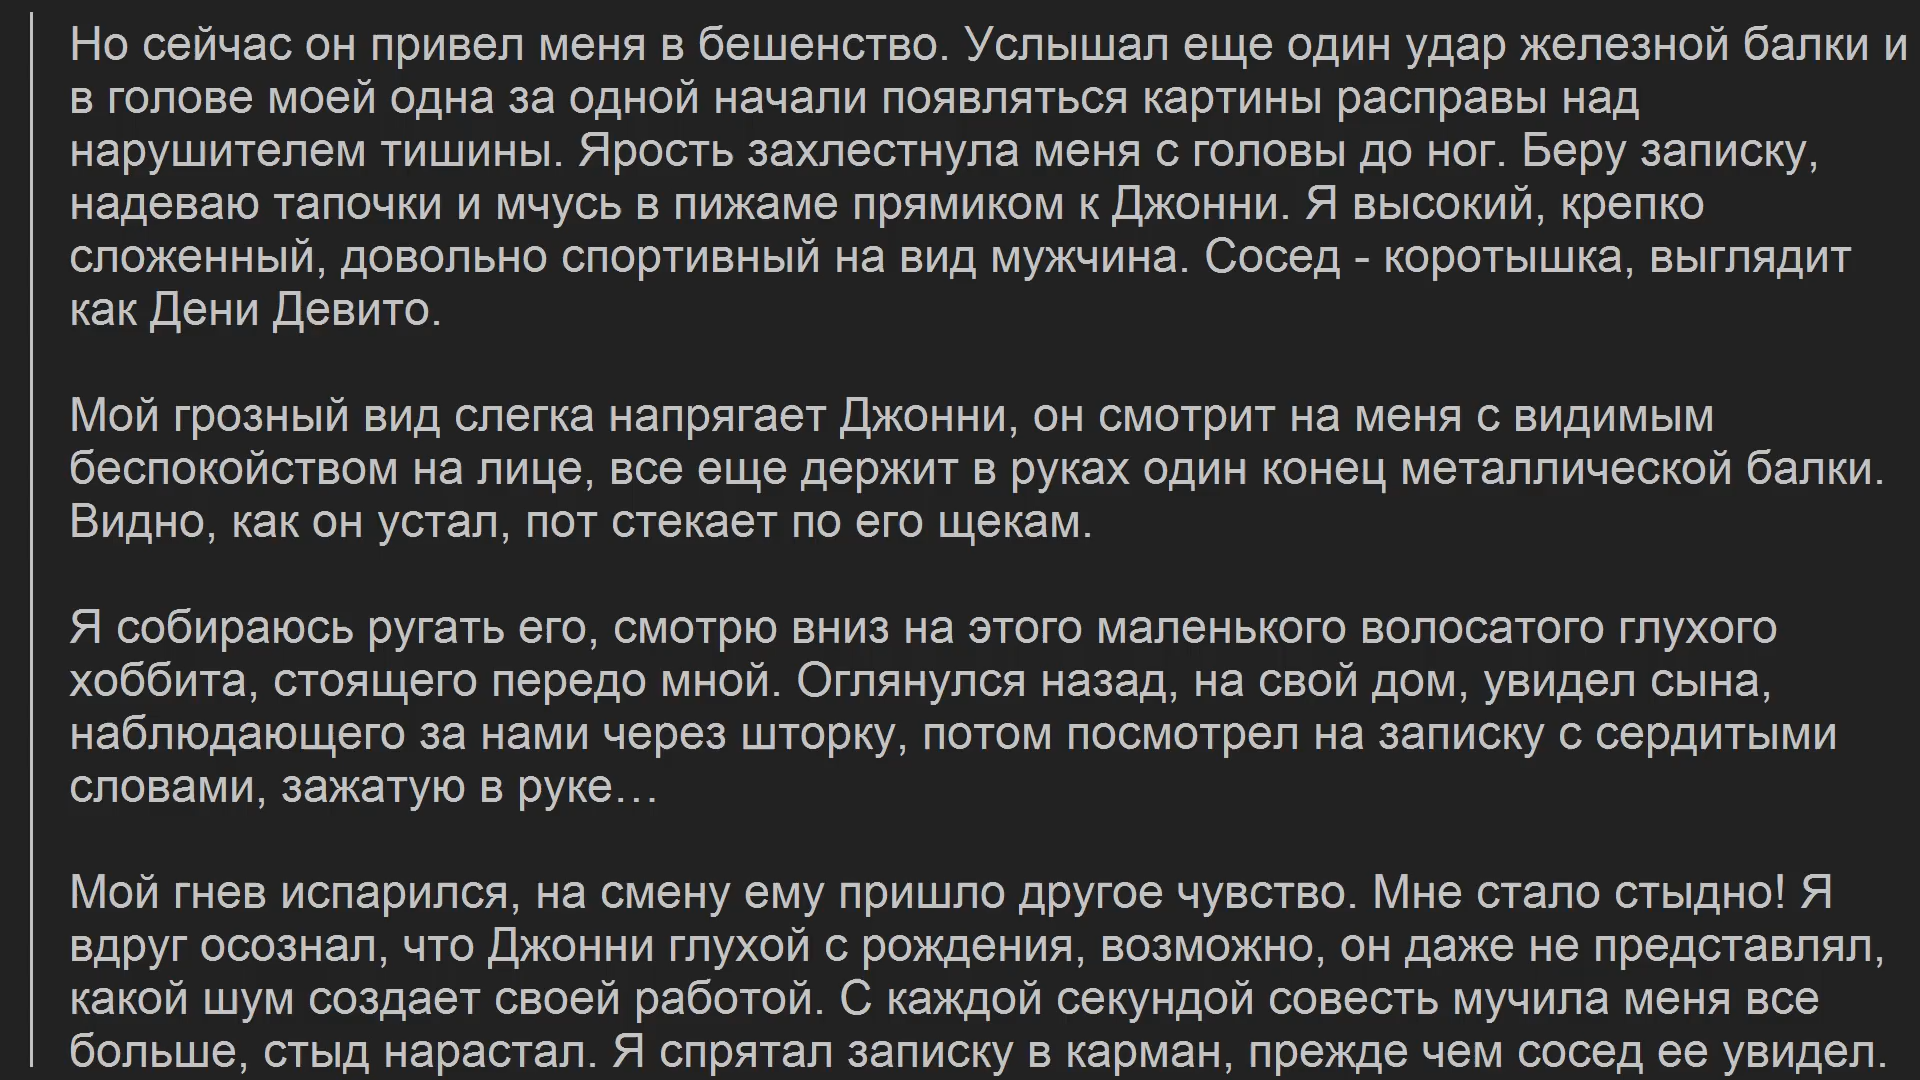 Но сейчас он привел меня в бешенство. Услышал еще один удар железной балки и
в голове моей одна за одной начали появляться картины расправы над
нарушителем тишины. Ярость захлестнула меня с головы до ног. Беру записку,
надеваю тапочки и мчусь в пижаме прямиком к Джонни. Я высокий, крепко
сложенный, довольно спортивный на вид мужчина. Сосед - коротышка, выглядит
как Дени Девито.
Мой грозный вид слегка напрягает Джонни, он смотрит на меня с видимым
беспокойством на лице, все еще держит в руках один конец металлической балки.
Видно, как он устал, пот стекает по его щекам.
Я собираюсь ругать его, смотрю вниз на этого маленького волосатого глухого
хоббита, стоящего передо мной. Оглянулся назад, на свой дом, увидел сына,
наблюдающего за нами через шторку, потом посмотрел на записку с сердитыми
словами, зажатую в руке…
Мой гнев испарился, на смену ему пришло другое чувство. Мне стало стыдно! Я
вдруг осознал, что Джонни глухой с рождения, возможно, он даже не представлял,
какой шум создает своей работой. С каждой секундой совесть мучила меня все
больше, стыд нарастал. Я спрятал записку в карман, прежде чем сосед ее увидел.